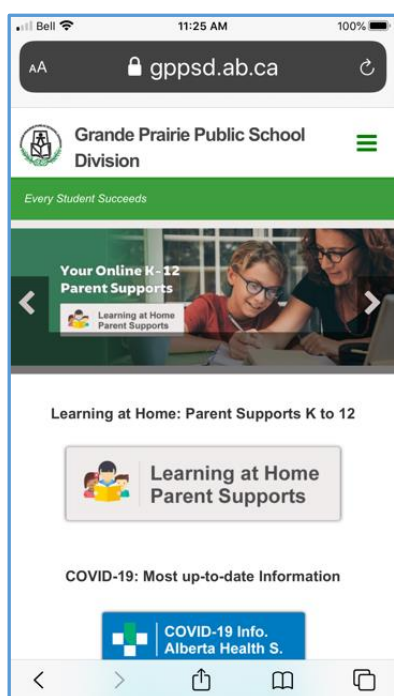 Bell
11:25 AM
100%
AA
gppsd.ab.ca
Grande Prairie Public School
Division
Every Student Succeeds
Your Online K-12
Parent Supports
Learning at Home
Parent Supports
Learning at Home: Parent Supports K to 12
Learning at Home
Parent Supports
COVID-19: Most up-to-date Information
COVID-19 Info.
Alberta Health S.